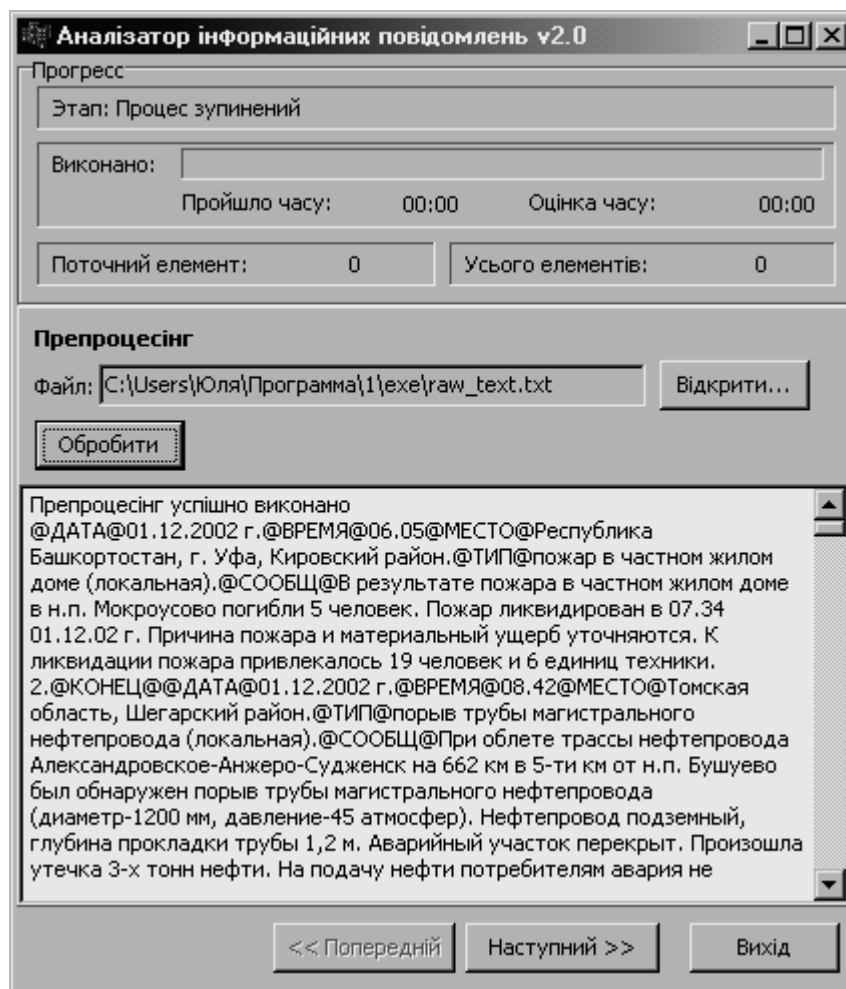 Аналізатор інформаційних повідомлень v2.0
Прогресс
Этап: Процес зупинений
Виконано:
Пройшло часу: 00:00 Оцінка часу: 00:00
Поточний елемент: 0 Усього елементів: 0
Препроцесінг
Файл: C:\Users\Юля\Программа\1\exe\raw_text.txt Відкрити...
Обробити
Препроцесінг успішно виконано
@ДАТА@01.12.2002 г.@ВРЕМЯ@06.05@МЕСТО@Республика
Башкортостан, г. Уфа, Кировский район.@ТИП@пожар в частном жилом
доме (локальная).@СООБЩ@В результате пожара в частном жилом доме
в н.п. Мокроусово погибли 5 человек. Пожар ликвидирован в 07.34
01.12.02 г. Причина пожара и материальный ущерб уточняются. К
ликвидации пожара привлекалось 19 человек и 6 единиц техники.
2.@КОНЕЦ@@ДАТА@01.12.2002 г.@ВРЕМЯ@08.42@МЕСТО@Томская
область, Шегарский район.@ТИП@порыв трубы магистрального
нефтепровода (локальная).@СООБЩ@При облете трассы нефтепровода
Александровское-Анжеро-Судженск на 662 км в 5-ти км от н.п. Бушуево
был обнаружен порыв трубы магистрального нефтепровода
(диаметр-1200 мм, давление-45 атмосфер). Нефтепровод подземный,
глубина прокладки трубы 1,2 м. Аварийный участок перекрыт. Произошла
утечка 3-х тонн нефти. На подачу нефти потребителям авария не
<< Попередній Наступний >> Вихід